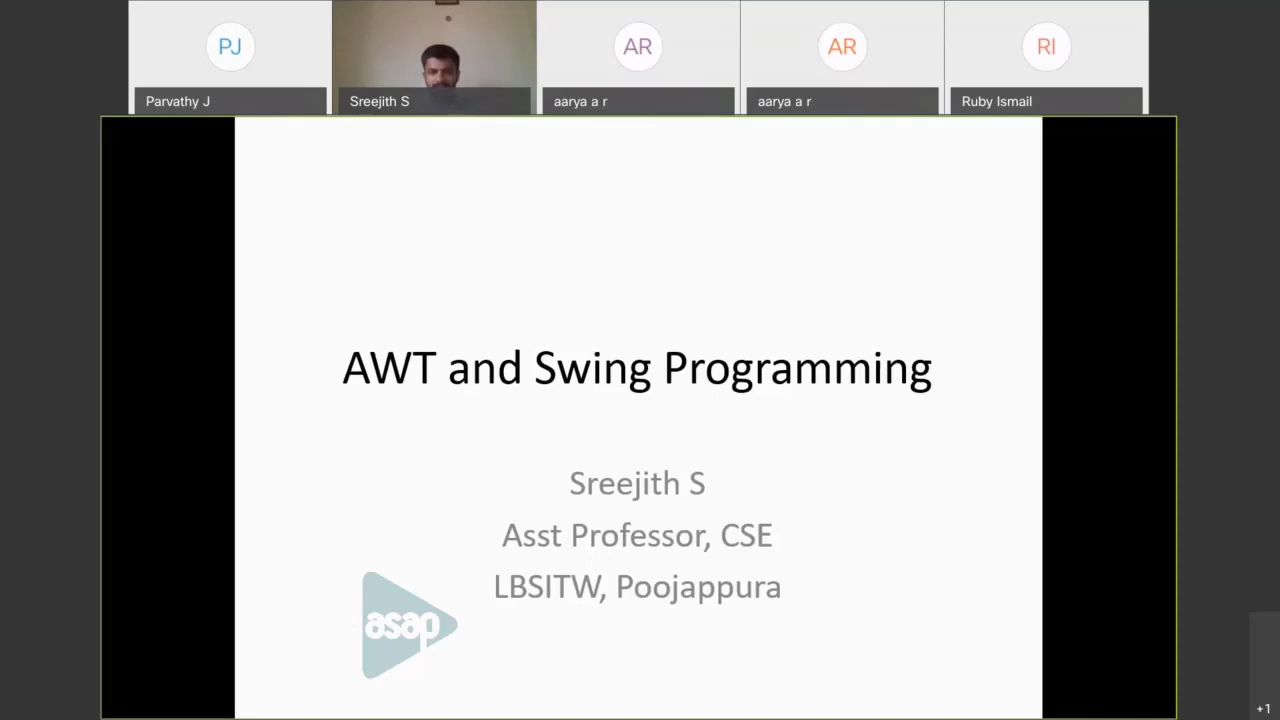 PJ
AR
AR
RI
Parvathy J
Sreejith S
aarya a r
aarya a r
Ruby Ismail
AWT and Swing Programming
Sreejith S
Asst Professor, CSE
LBSITW, Poojappura
asap
+1